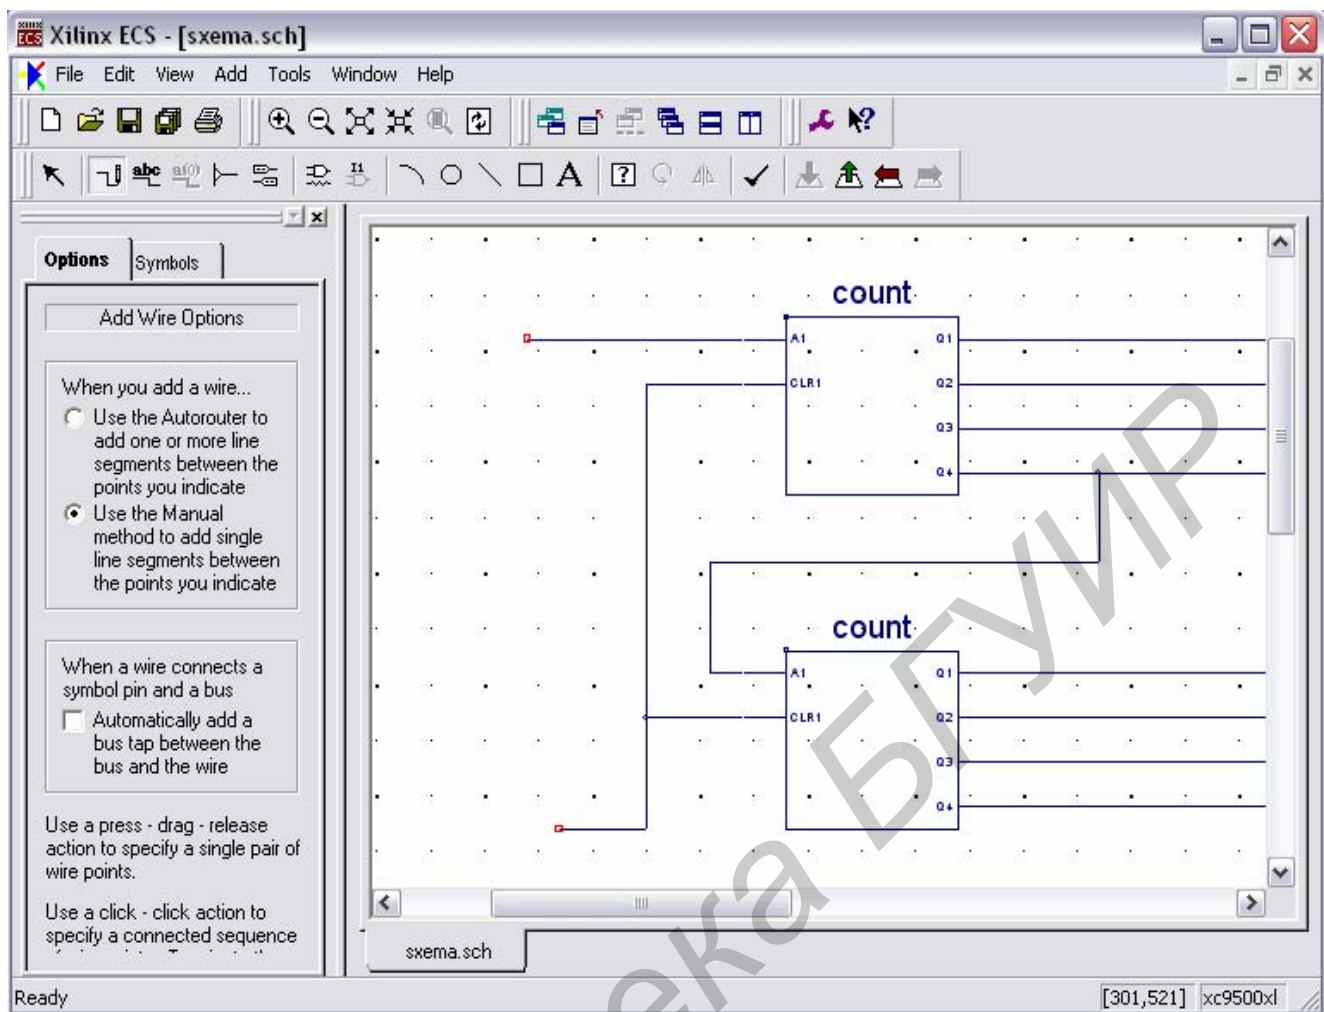 Xilinx ECS - [sxema.sch]
File Edit View Add Tools Window Help
Options Symbols
Add Wire Options
When you add a wire...
Use the Autorouter to
add one or more line
segments between the
points you indicate
Use the Manual
method to add single
line segments between
the points you indicate
When a wire connects a
symbol pin and a bus
Automatically add a
bus tap between the
bus and the wire
Use a press - drag - release
action to specify a single pair of
wire points.
Use a click - click action to
specify a connected sequence
count
A1 Q1
CLR1 Q2
Q3
Q4
count
A1 Q1
CLR1 Q2
Q3
Q4
sxema.sch
Ready [301,521] xc9500xl
ека БГУИР